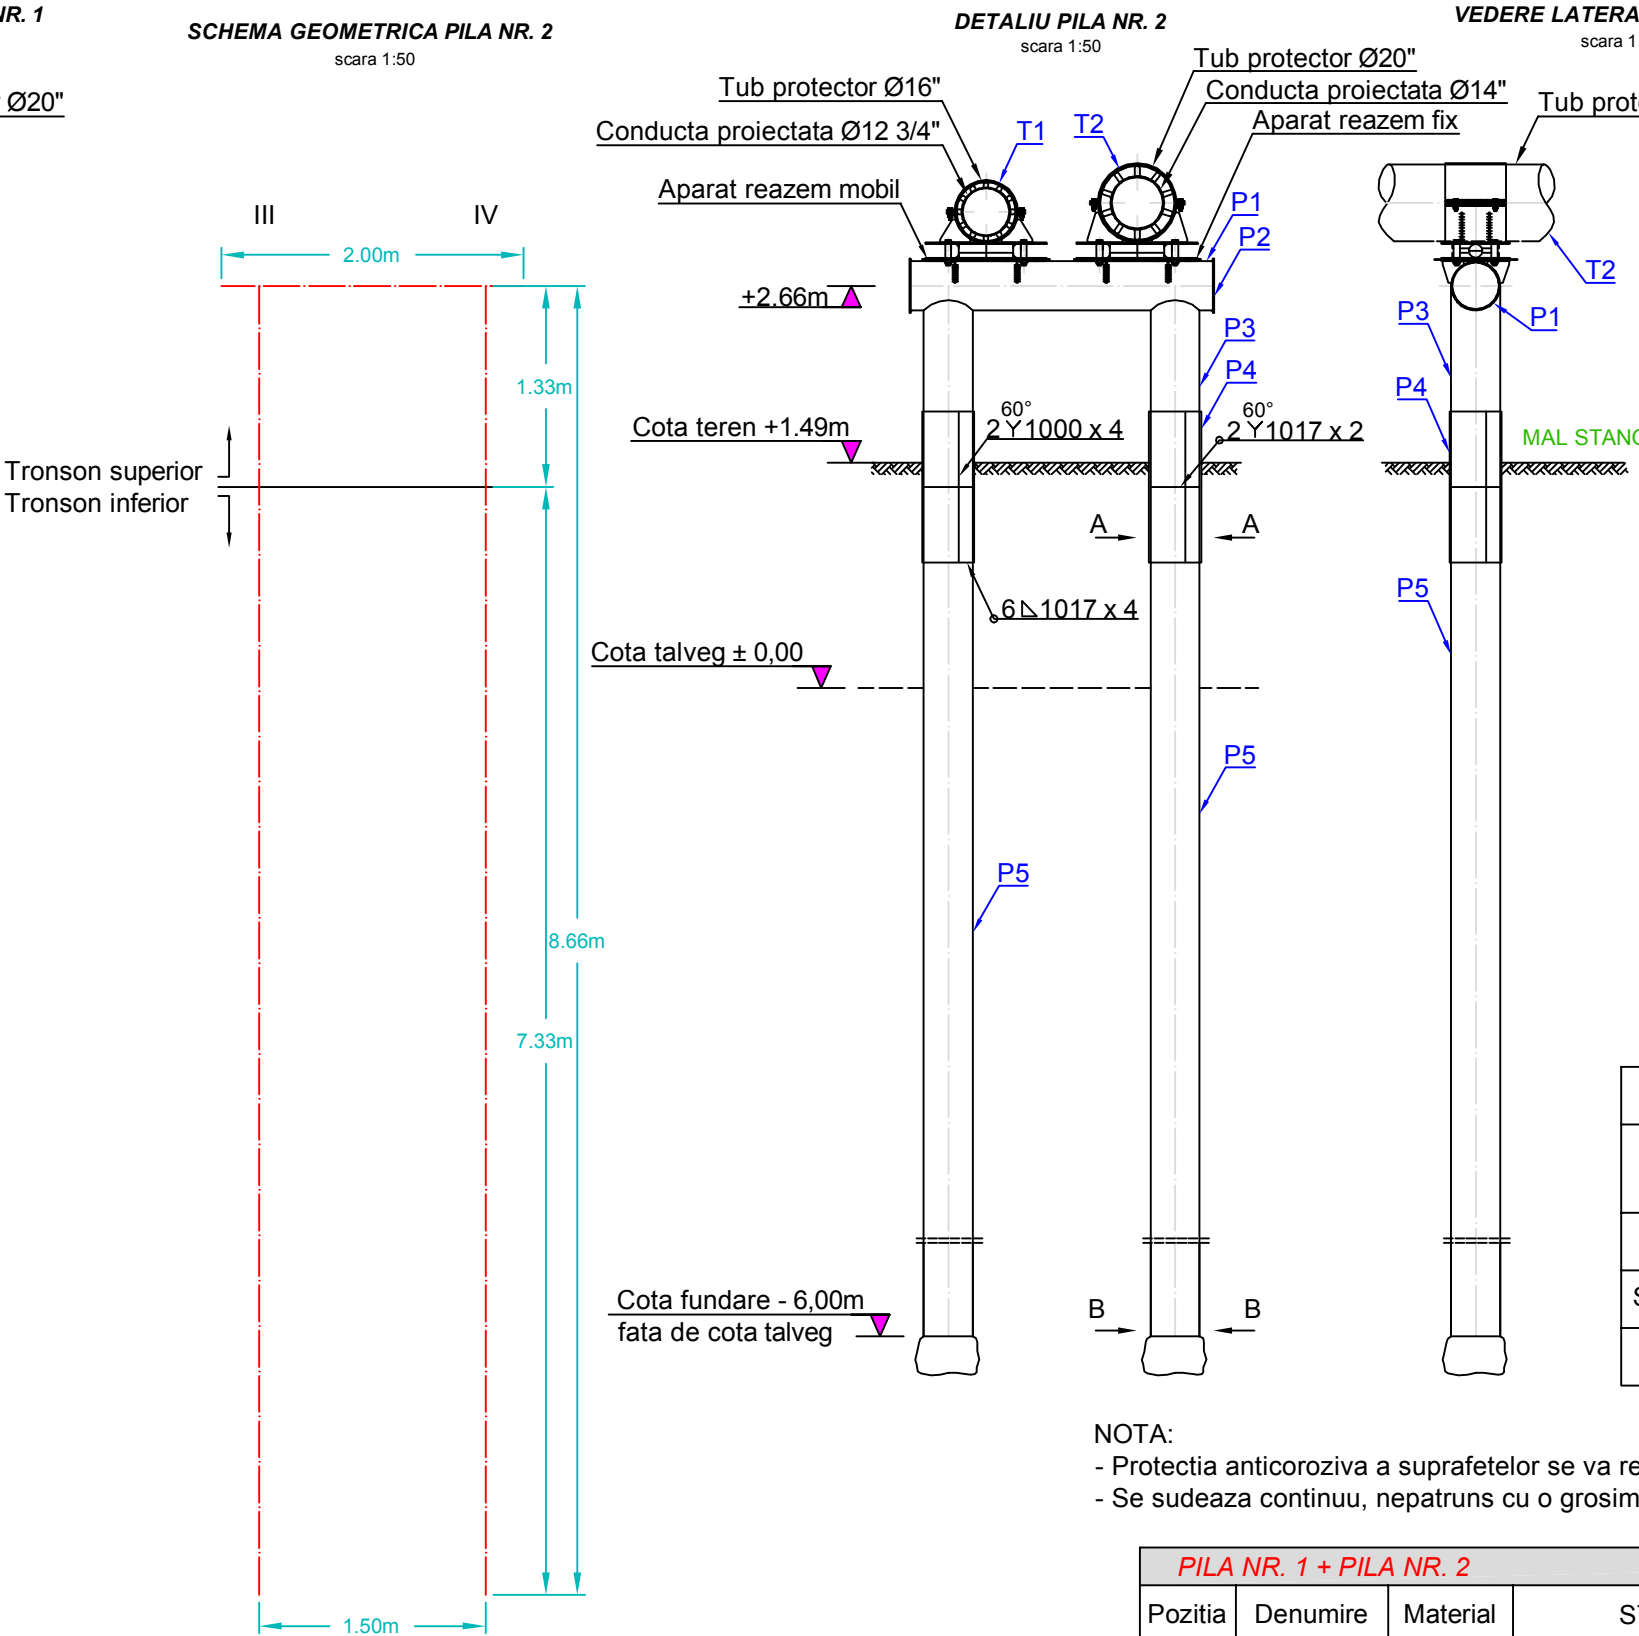 NR. 1
Ø20"
SCHEMA GEOMETRICA PILA NR. 2
scara 1:50
III
IV
2.00m
1.33m
Tronson superior
Tronson inferior
8.66m
7.33m
1.50m
DETALIU PILA NR. 2
scara 1:50
Tub protector Ø20"
Tub protector Ø16"
Conducta proiectata Ø14"
Conducta proiectata Ø12 3/4"
T1
T2
Aparat reazem fix
Aparat reazem mobil
P1
P2
+2.66m
P3
P4
60°
2 Y 1000 x 4
60°
2 Y 1017 x 2
Cota teren +1.49m
A
A
6 1017 x 4
Cota talveg ± 0,00
P5
P5
Cota fundare - 6,00m
fata de cota talveg
B
B
VEDERE LATERA
scara 1
Tub prot
T2
P1
P3
P4
MAL STANG
P5
S
NOTA:
- Protectia anticoroziva a suprafetelor se va re
- Se sudeaza continuu, nepatruns cu o grosim
PILA NR. 1 + PILA NR. 2
Pozitia
Denumire
Material
ST